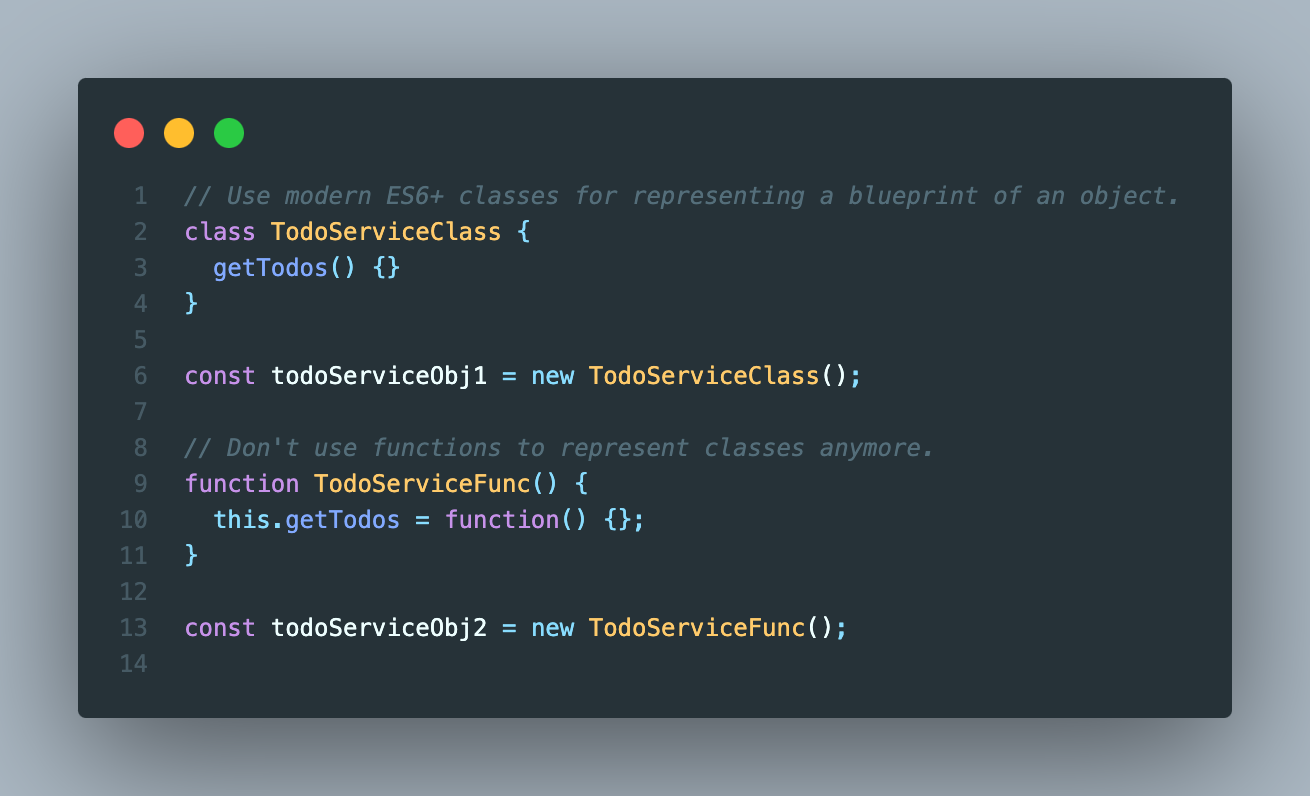 1 // Use modern ES6+ classes for representing a blueprint of an object.
2 class TodoServiceClass {
3   getTodos() {}
4 }
5
6 const todoServiceObj1 = new TodoServiceClass();
7
8 // Don't use functions to represent classes anymore.
9 function TodoServiceFunc() {
10   this.getTodos = function() {};
11 }
12
13 const todoServiceObj2 = new TodoServiceFunc();
14